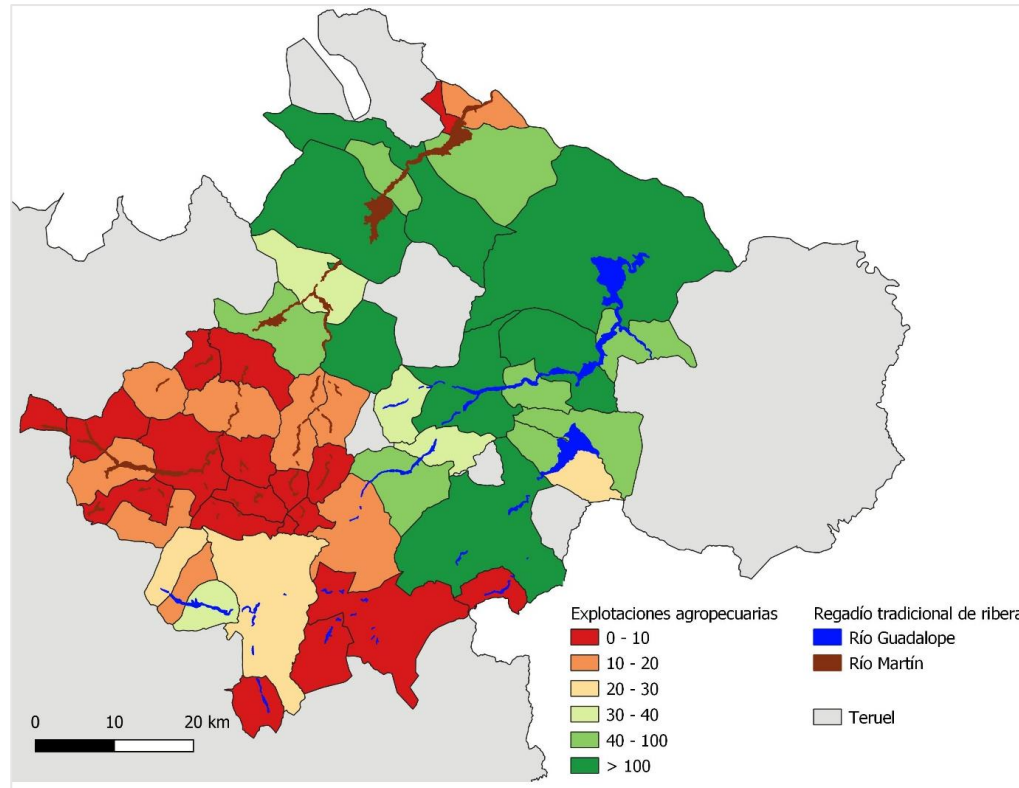 Explotaciones agropecuarias
0 - 10
10 - 20
20 - 30
30 - 40
40 - 100
> 100
Regadío tradicional de ribera
Río Guadalope
Río Martín
Teruel
0 10 20 km